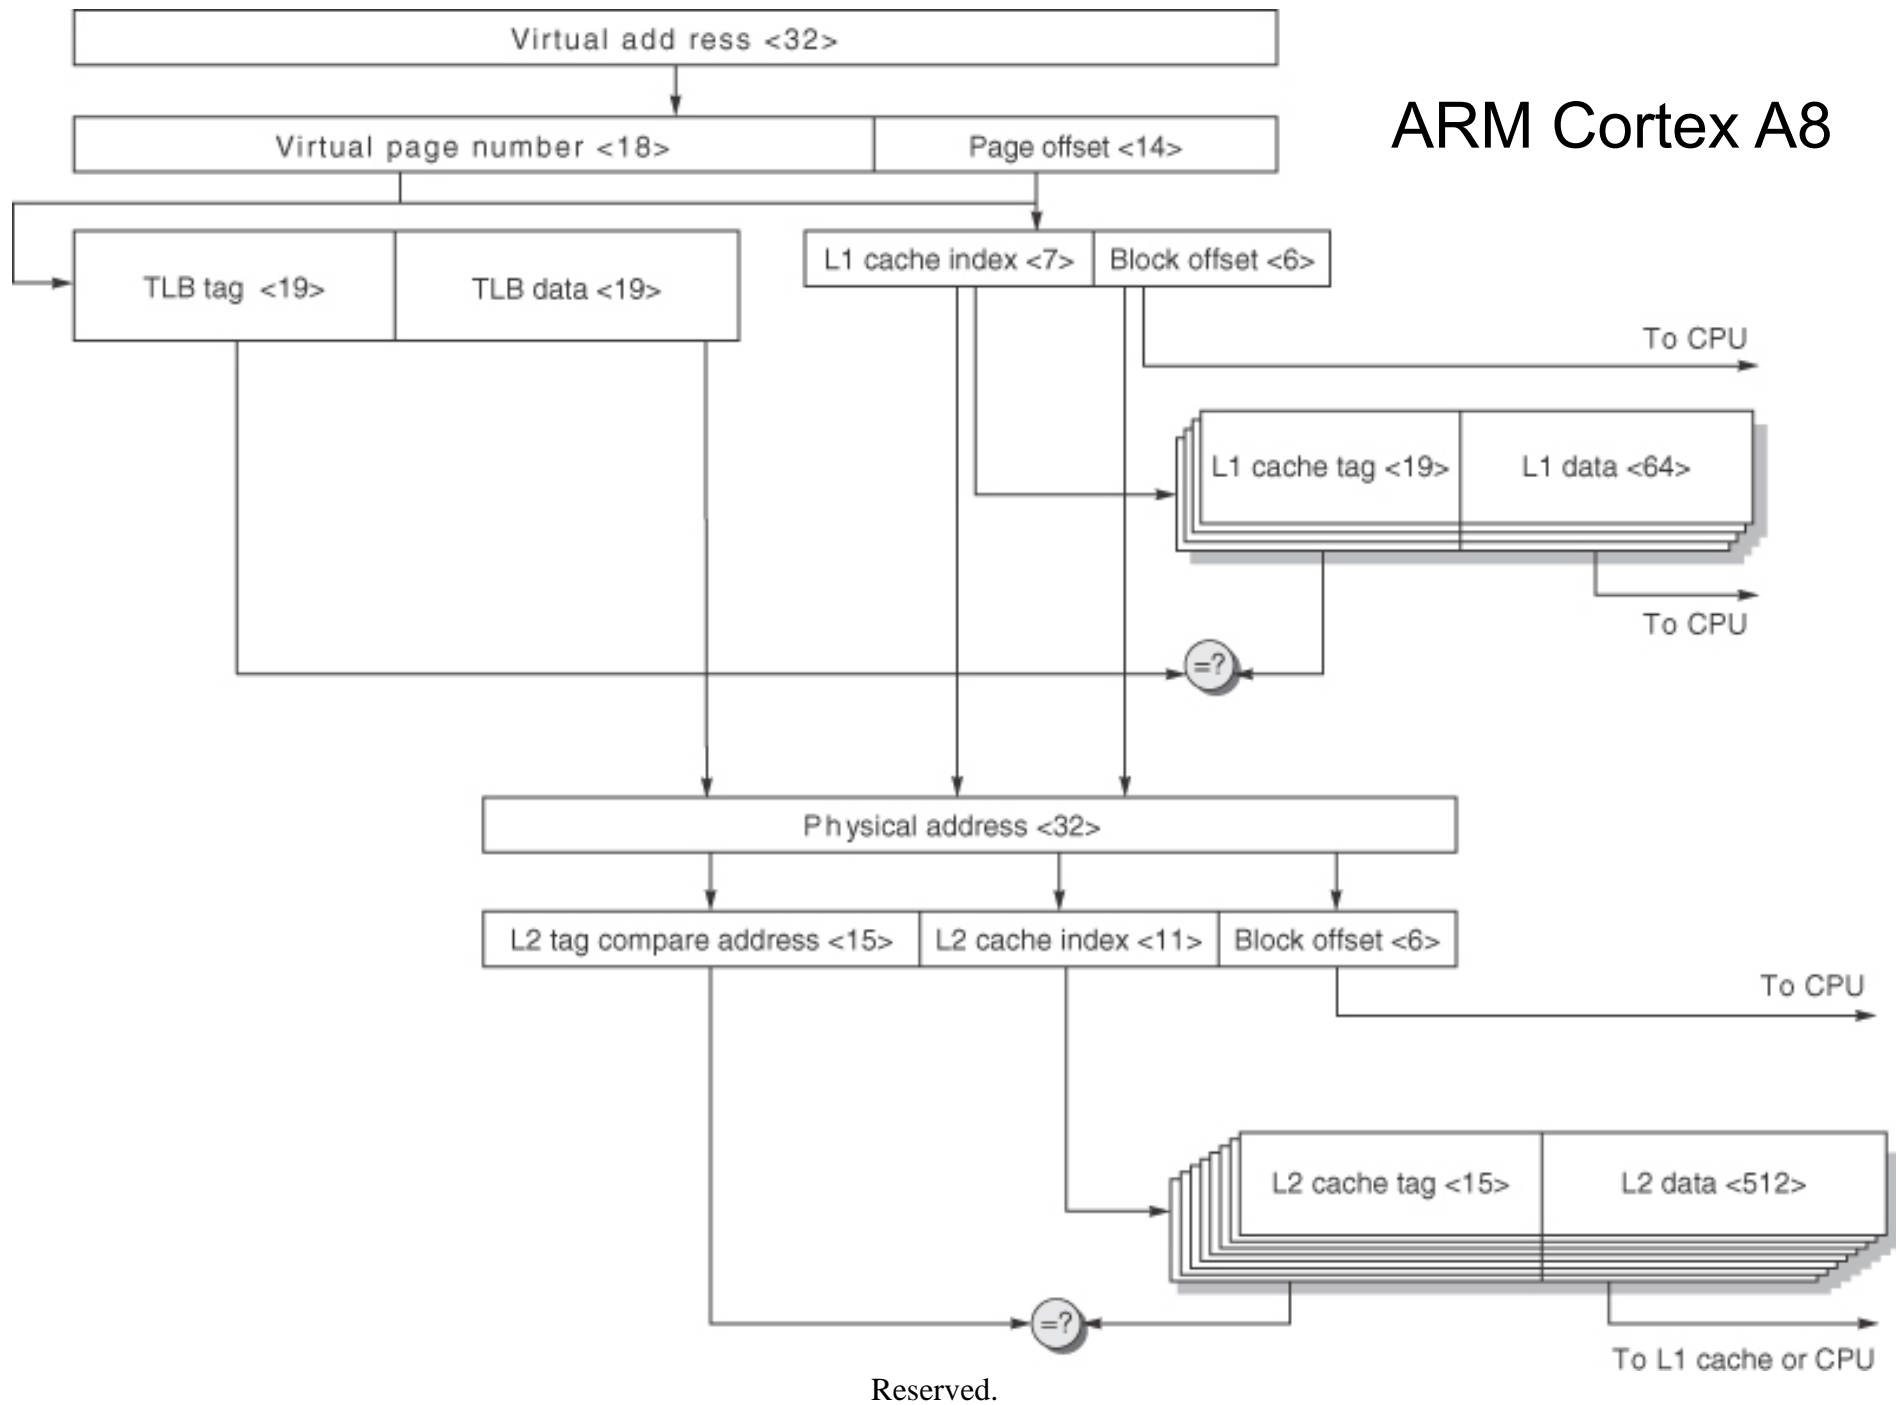 Virtual add ress <32>
ARM Cortex A8
Virtual page number <18>
Page offset <14>
L1 cache index <7>
Block offset <6>
TLB tag <19>
TLB data <19>
To CPU
L1 cache tag <19>
L1 data <64>
To CPU
=?
Physical address <32>
L2 tag compare address <15>
L2 cache index <11>
Block offset <6>
To CPU
L2 cache tag <15>
L2 data <512>
=?
To L1 cache or CPU
Reserved.